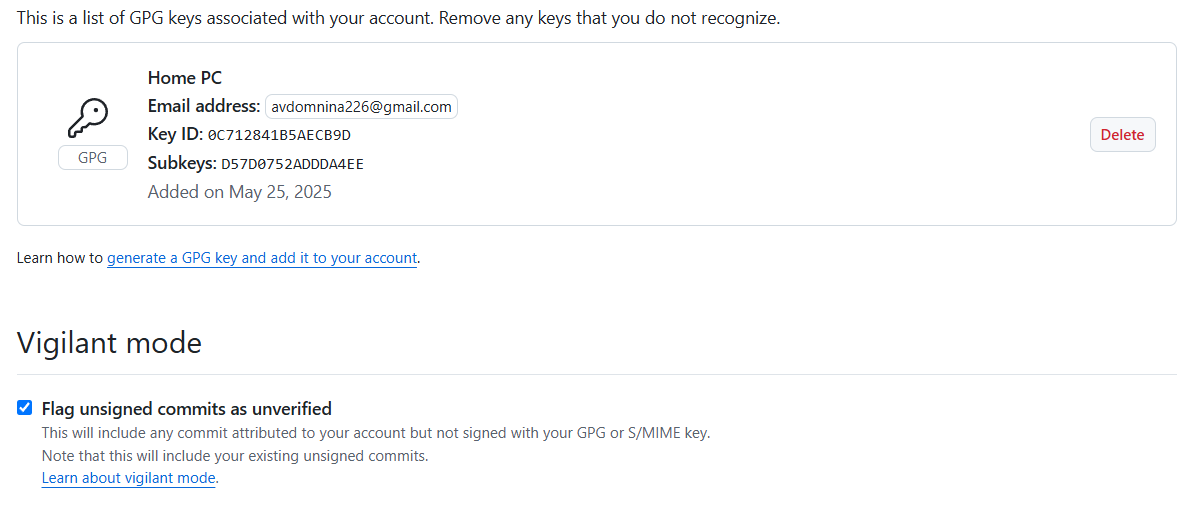 This is a list of GPG keys associated with your account. Remove any keys that you do not recognize.
Home PC
Email address: avdomnina226@gmail.com
Key ID: 0C712841B5AECB9D
GPG
Subkeys: D57D0752ADDDA4EE
Added on May 25, 2025
Delete
Learn how to generate a GPG key and add it to your account.
Vigilant mode
Flag unsigned commits as unverified
This will include any commit attributed to your account but not signed with your GPG or S/MIME key.
Note that this will include your existing unsigned commits.
Learn about vigilant mode.